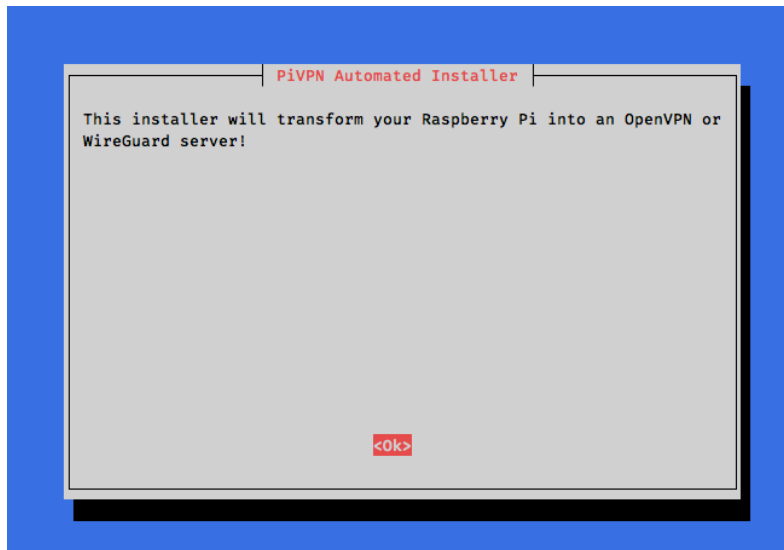 PiVPN Automated Installer
This installer will transform your Raspberry Pi into an OpenVPN or
WireGuard server!
<Ok>